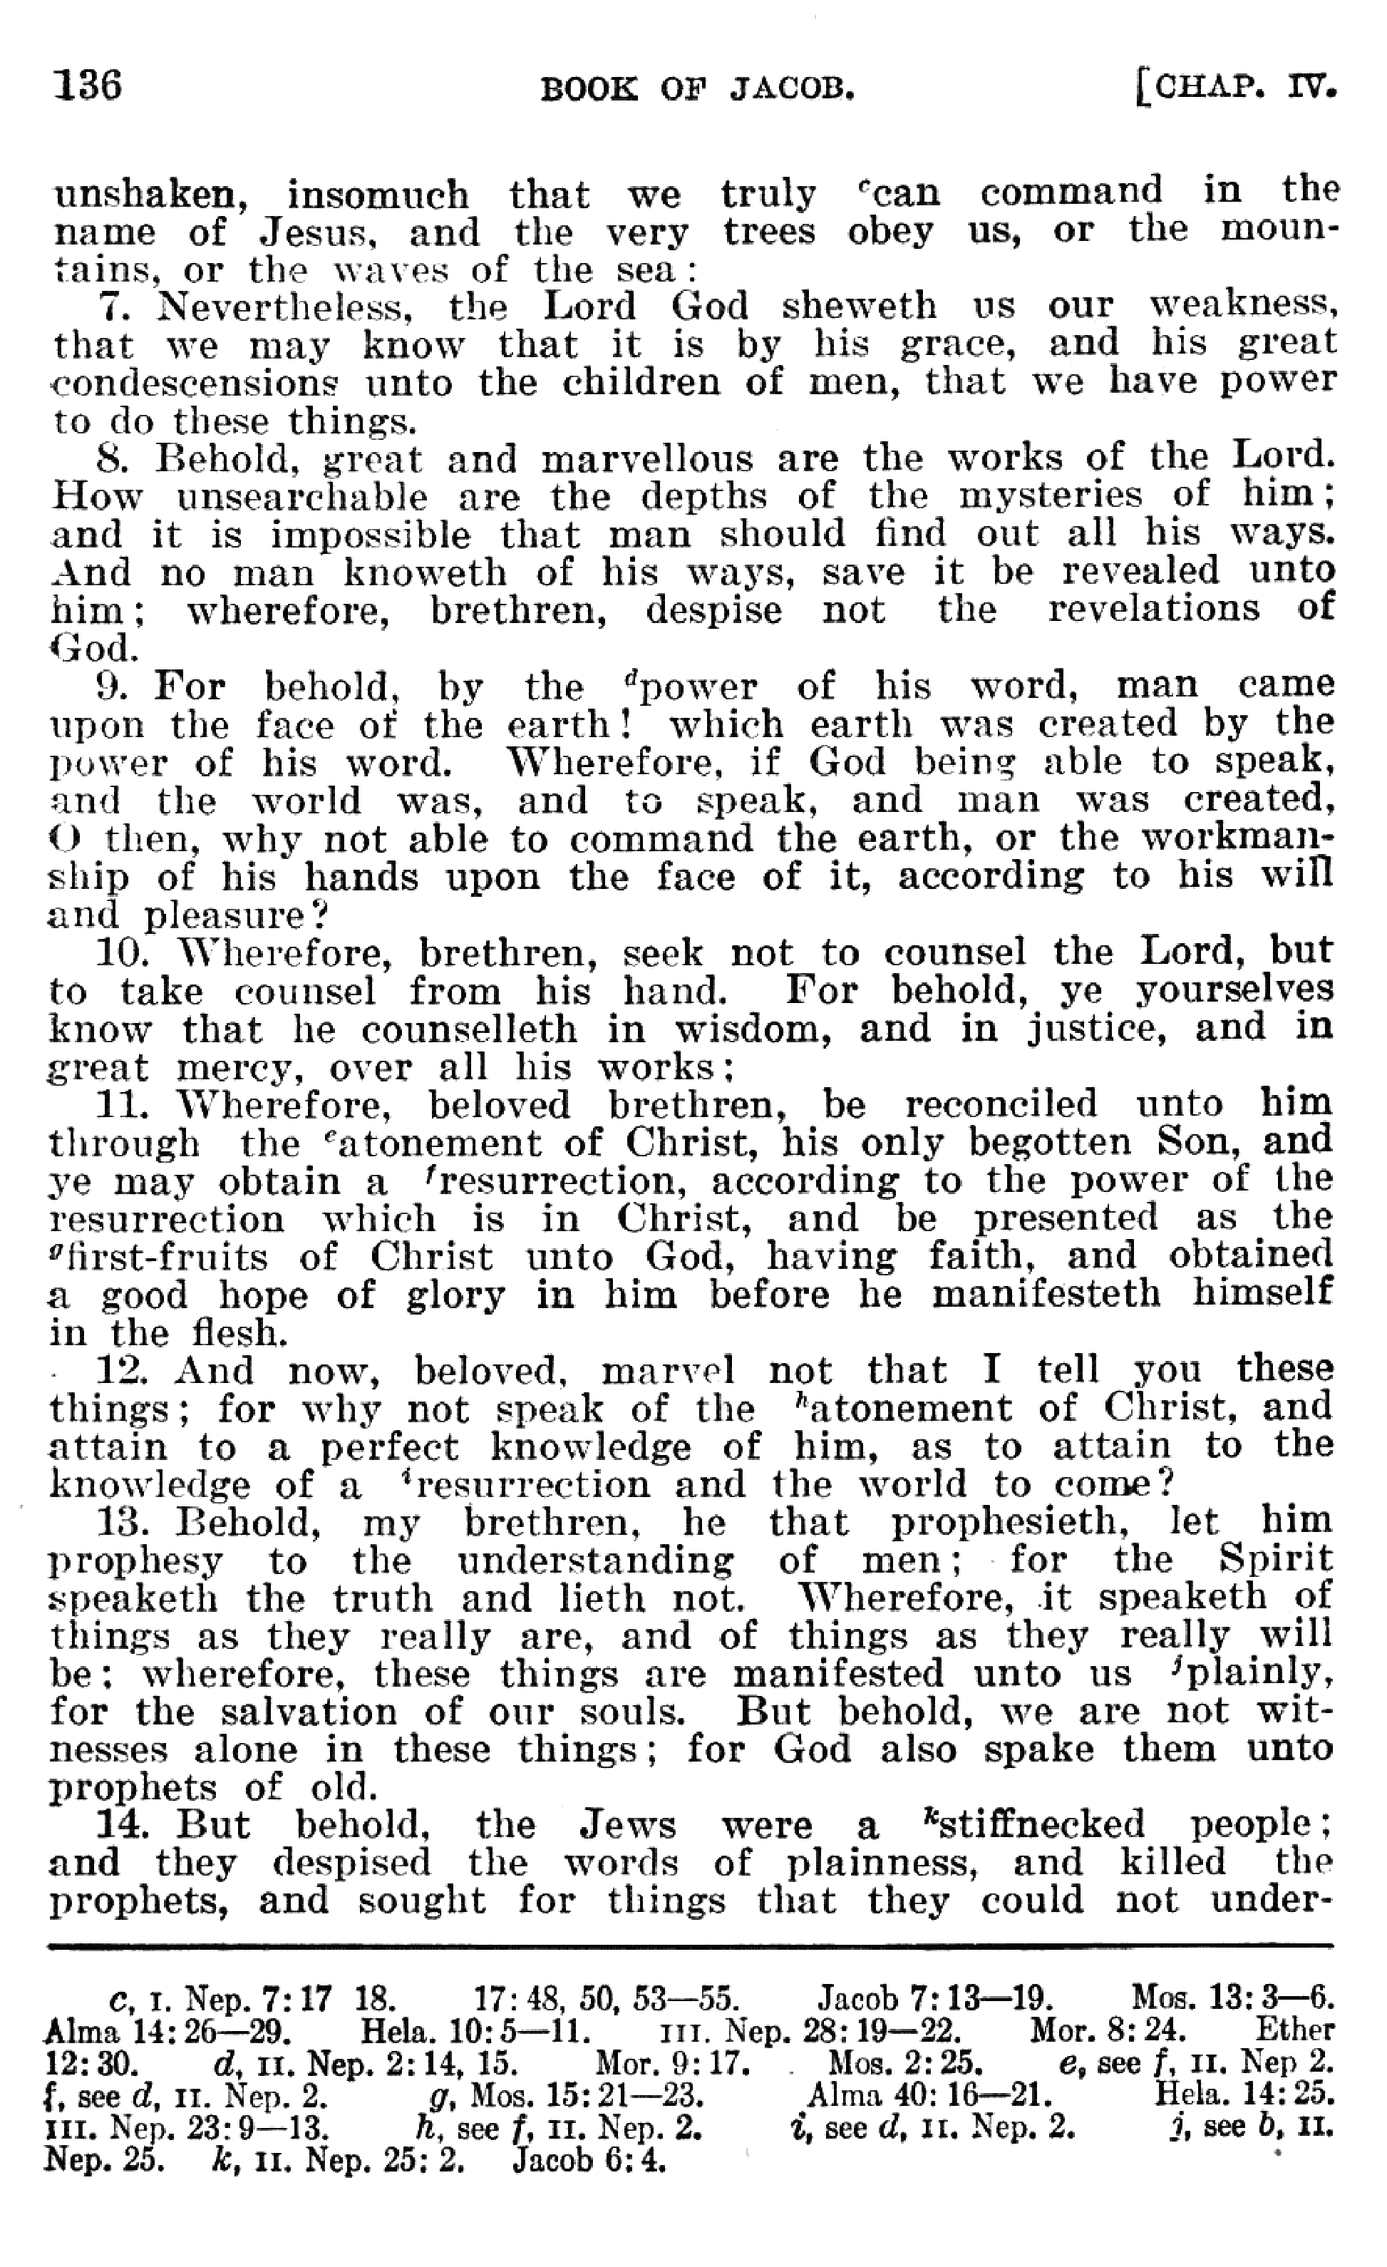 136 BOOK OF JACOB. [CHAP. IV.
unshaken, insomuch that we truly ᶜcan command in the
name of Jesus, and the very trees obey us, or the moun-
tains, or the waves of the sea:
7. Nevertheless, the Lord God sheweth us our weakness,
that we may know that it is by his grace, and his great
condescensions unto the children of men, that we have power
to do these things.
8. Behold, great and marvellous are the works of the Lord.
How unsearchable are the depths of the mysteries of him;
and it is impossible that man should find out all his ways.
And no man knoweth of his ways, save it be revealed unto
him; wherefore, brethren, despise not the revelations of
God.
9. For behold, by the ᵈpower of his word, man came
upon the face of the earth! which earth was created by the
power of his word. Wherefore, if God being able to speak,
and the world was, and to speak, and man was created,
O then, why not able to command the earth, or the workman-
ship of his hands upon the face of it, according to his will
and pleasure?
10. Wherefore, brethren, seek not to counsel the Lord, but
to take counsel from his hand. For behold, ye yourselves
know that he counselleth in wisdom, and in justice, and in
great mercy, over all his works;
11. Wherefore, beloved brethren, be reconciled unto him
through the ᵉatonement of Christ, his only begotten Son, and
ye may obtain a ᶠresurrection, according to the power of the
resurrection which is in Christ, and be presented as the
ᵍfirst-fruits of Christ unto God, having faith, and obtained
a good hope of glory in him before he manifesteth himself
in the flesh.
12. And now, beloved, marvel not that I tell you these
things; for why not speak of the ʰatonement of Christ, and
attain to a perfect knowledge of him, as to attain to the
knowledge of a ⁱresurrection and the world to come?
13. Behold, my brethren, he that prophesieth, let him
prophesy to the understanding of men; for the Spirit
speaketh the truth and lieth not. Wherefore, it speaketh of
things as they really are, and of things as they really will
be; wherefore, these things are manifested unto us ʲplainly,
for the salvation of our souls. But behold, we are not wit-
nesses alone in these things; for God also spake them unto
prophets of old.
14. But behold, the Jews were a ᵏstiffnecked people;
and they despised the words of plainness, and killed the
prophets, and sought for things that they could not under-
c, I. Nep. 7:17 18. 17:48, 50, 53—55. Jacob 7:13—19. Mos. 13:3—6.
Alma 14:26—29. Hela. 10:5—11. III. Nep. 28:19—22. Mor. 8:24. Ether
12:30. d, II. Nep. 2:14, 15. Mor. 9:17. Mos. 2:25. e, see f, II. Nep 2.
f, see d, II. Nep. 2. g, Mos. 15:21—23. Alma 40:16—21. Hela. 14:25.
III. Nep. 23:9—13. h, see f, II. Nep. 2. i, see d, II. Nep. 2. j, see b, II.
Nep. 25. k, II. Nep. 25:2. Jacob 6:4.